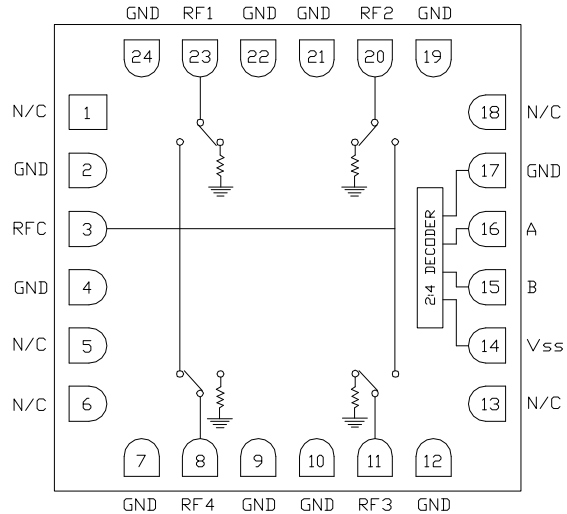 GND RF1 GND GND RF2 GND
24 23 22 21 20 19
N/C 1 18 N/C
GND 2 17 GND
RFC 3 16 A
2:4 DECODER
GND 4 15 B
N/C 5 14 Vss
N/C 6 13 N/C
7 8 9 10 11 12
GND RF4 GND GND RF3 GND